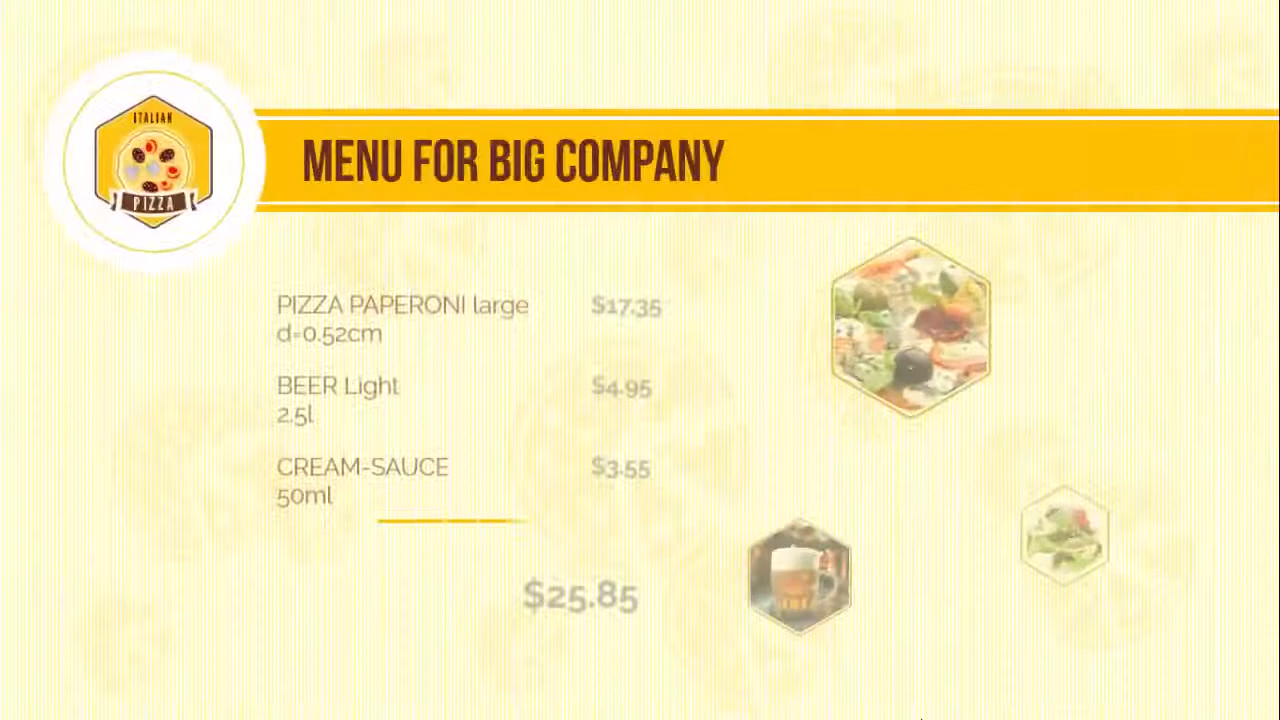 ITALIAN
PIZZA
MENU FOR BIG COMPANY
PIZZA PAPERONI large $17.35
d=0.52cm
BEER Light $4.95
2.5l
CREAM-SAUCE $3.55
50ml
$25.85